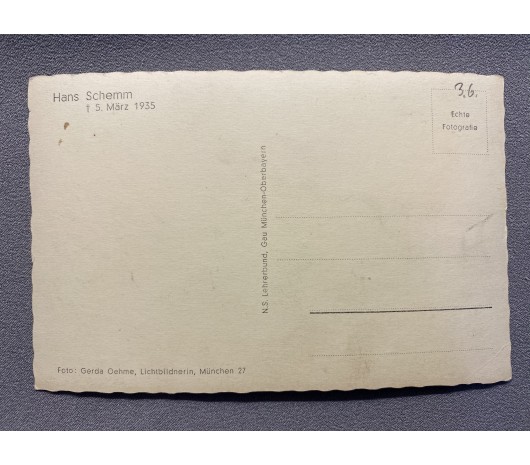 Hans Schemm
† 5. März 1935
3,6.
Echte
Fotografie
N.S. Lehrerbund, Gau München-Oberbayern
Foto: Gerda Oehme, Lichtbildnerin, München 27